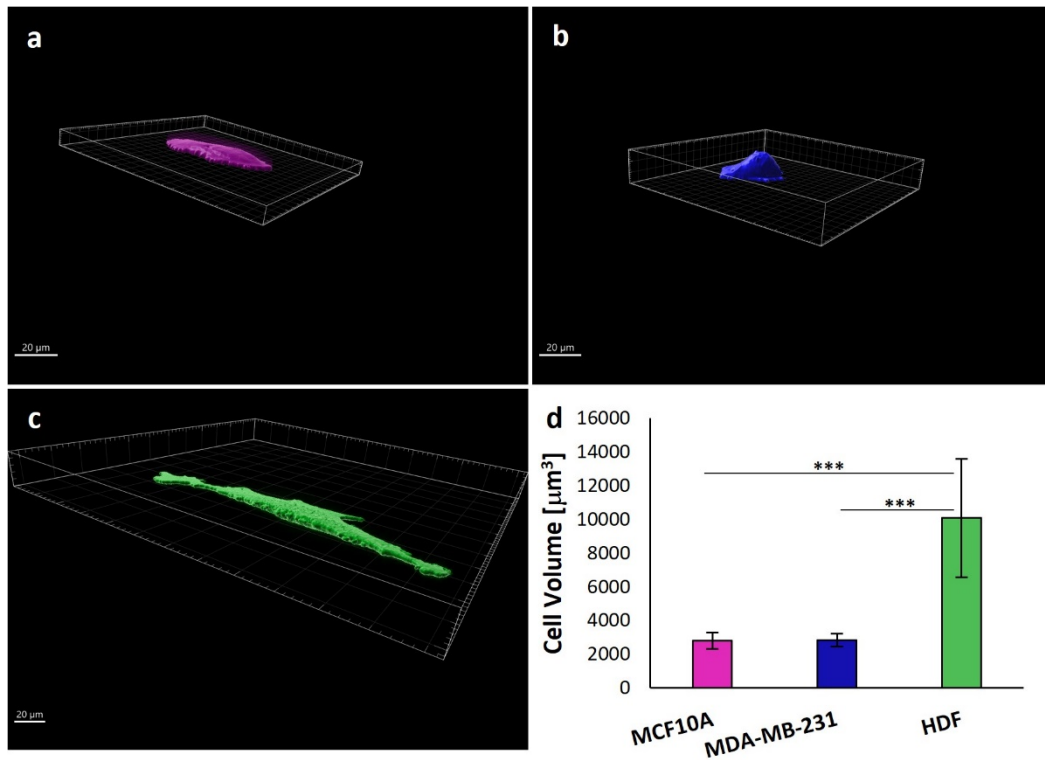 a
20 µm
b
20 µm
c
20 µm
d
Cell Volume [µm³]
16000
14000
12000
10000
8000
6000
4000
2000
0
***
***
MCF10A
MDA-MB-231
HDF